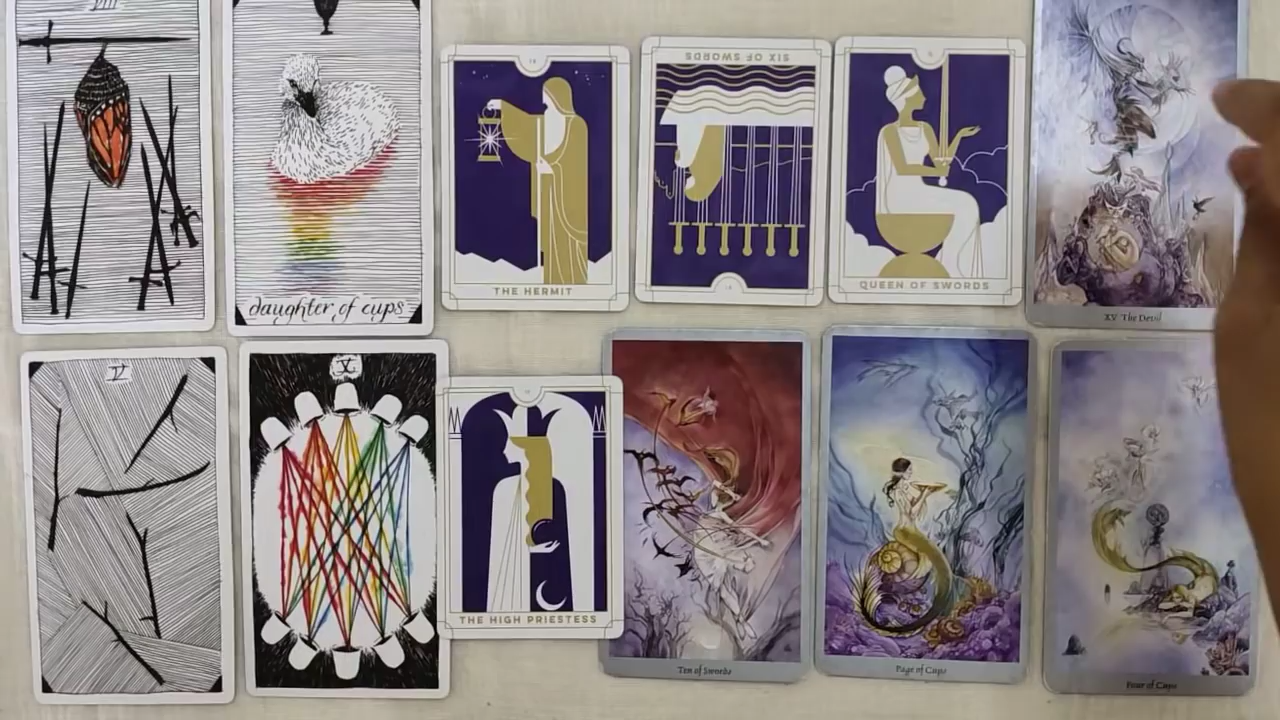 VIII
daughter of cups
THE HERMIT
SIX OF SWORDS
QUEEN OF SWORDS
XV The Devil
V
X
THE HIGH PRIESTESS
Ten of Swords
Page of Cups
Four of Cups